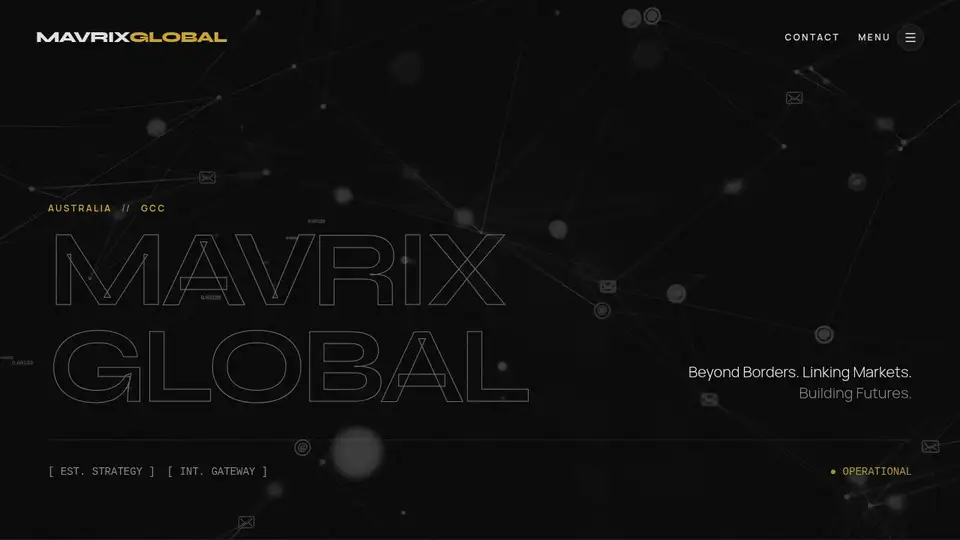 MAVRIXGLOBAL
CONTACT MENU
AUSTRALIA // GCC
MAVRIX
GLOBAL
Beyond Borders. Linking Markets.
Building Futures.
[ EST. STRATEGY ] [ INT. GATEWAY ]
● OPERATIONAL